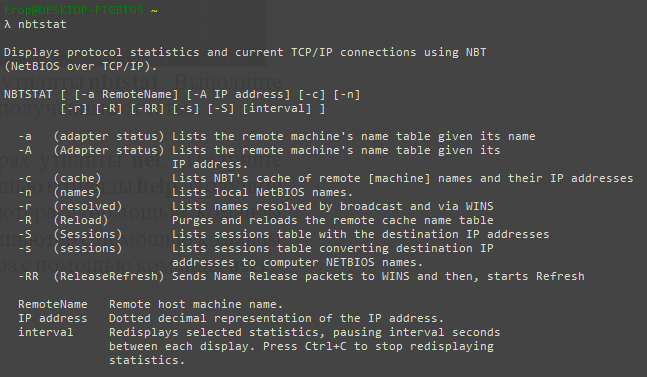 Егор@DESKTOP-FTGRT65 ~
λ nbtstat
Displays protocol statistics and current TCP/IP connections using NBT
(NetBIOS over TCP/IP).
NBTSTAT [ [-a RemoteName] [-A IP address] [-c] [-n]
[-r] [-R] [-RR] [-s] [-S] [interval] ]
-a (adapter status) Lists the remote machine's name table given its name
-A (Adapter status) Lists the remote machine's name table given its
IP address.
-c (cache) Lists NBT's cache of remote [machine] names and their IP addresses
-n (names) Lists local NetBIOS names.
-r (resolved) Lists names resolved by broadcast and via WINS
-R (Reload) Purges and reloads the remote cache name table
-S (Sessions) Lists sessions table with the destination IP addresses
-s (sessions) Lists sessions table converting destination IP
addresses to computer NETBIOS names.
-RR (ReleaseRefresh) Sends Name Release packets to WINS and then, starts Refresh
RemoteName Remote host machine name.
IP address Dotted decimal representation of the IP address.
interval Redisplays selected statistics, pausing interval seconds
between each display. Press Ctrl+C to stop redisplaying
statistics.